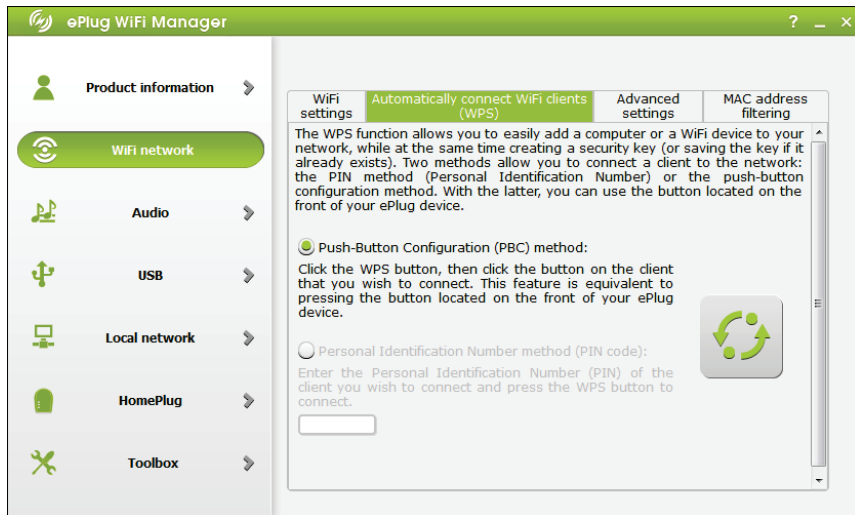 ePlug WiFi Manager
? _ ×
Product information
WiFi network
Audio
USB
Local network
HomePlug
Toolbox
WiFi
settings
Automatically connect WiFi clients
(WPS)
Advanced
settings
MAC address
filtering
The WPS function allows you to easily add a computer or a WiFi device to your
network, while at the same time creating a security key (or saving the key if it
already exists). Two methods allow you to connect a client to the network:
the PIN method (Personal Identification Number) or the push-button
configuration method. With the latter, you can use the button located on the
front of your ePlug device.
Push-Button Configuration (PBC) method:
Click the WPS button, then click the button on the client
that you wish to connect. This feature is equivalent to
pressing the button located on the front of your ePlug
device.
Personal Identification Number method (PIN code):
Enter the Personal Identification Number (PIN) of the
client you wish to connect and press the WPS button to
connect.